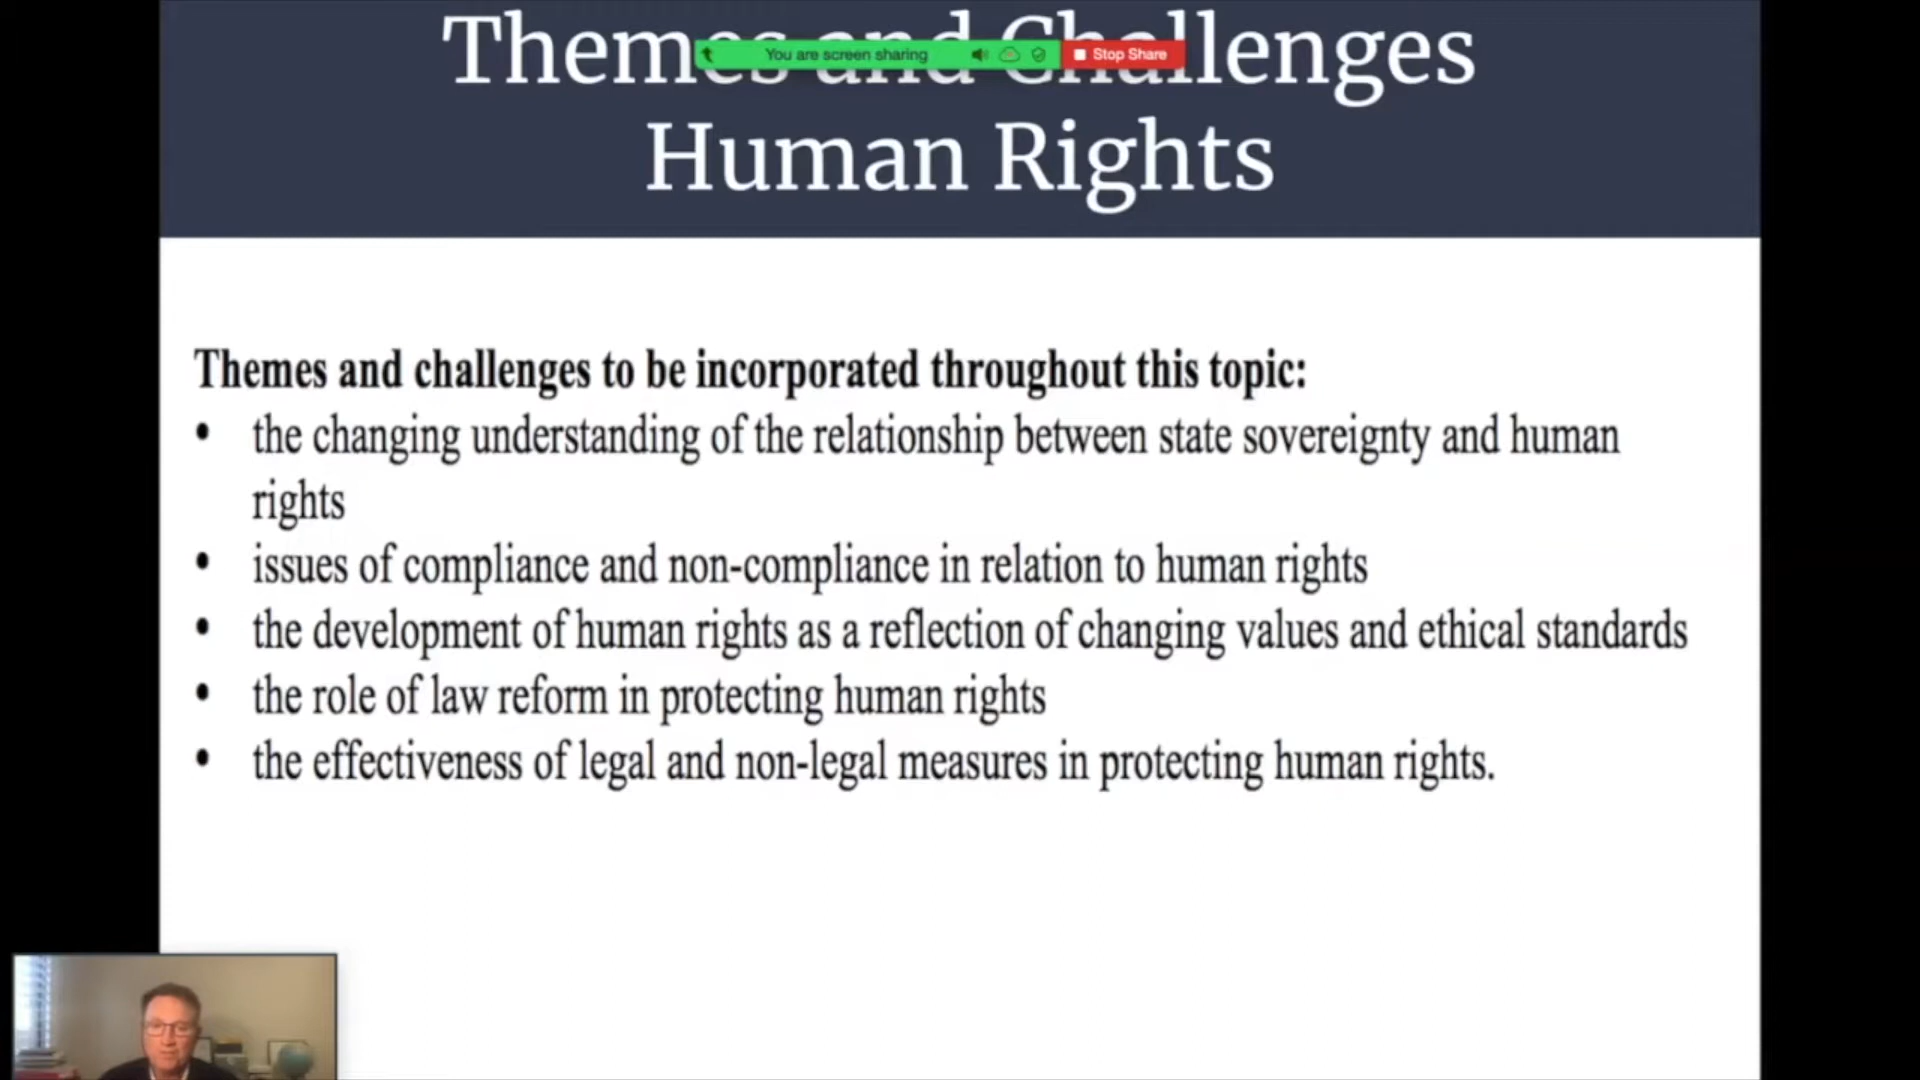 Themes and Challenges
You are screen sharing
Stop Share
Human Rights
Themes and challenges to be incorporated throughout this topic:
• the changing understanding of the relationship between state sovereignty and human
rights
• issues of compliance and non-compliance in relation to human rights
• the development of human rights as a reflection of changing values and ethical standards
• the role of law reform in protecting human rights
• the effectiveness of legal and non-legal measures in protecting human rights.